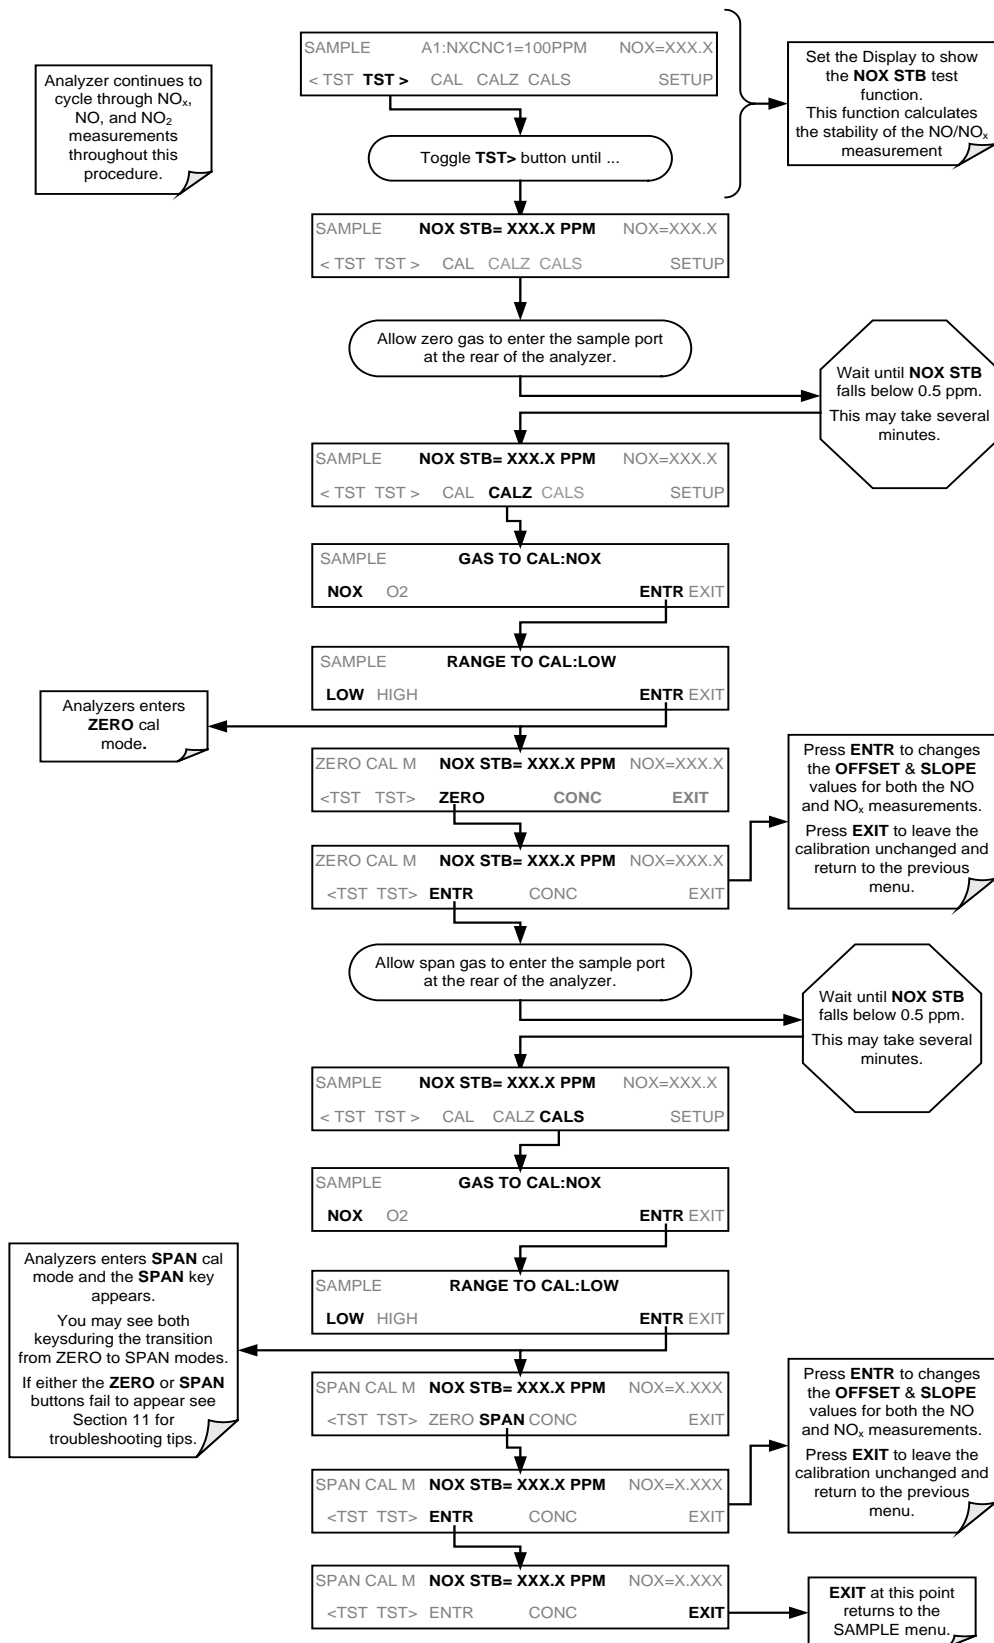 SAMPLE A1:NXCNC1=100PPM NOX=XXX.X
< TST TST > CAL CALZ CALS SETUP
Analyzer continues to
cycle through NOx,
NO, and NO2
measurements
throughout this
procedure.
Set the Display to show
the NOX STB test
function.
This function calculates
the stability of the NO/NOx
measurement
Toggle TST> button until ...
SAMPLE NOX STB= XXX.X PPM NOX=XXX.X
< TST TST > CAL CALZ CALS SETUP
Allow zero gas to enter the sample port
at the rear of the analyzer.
Wait until NOX STB
falls below 0.5 ppm.
This may take several
minutes.
SAMPLE NOX STB= XXX.X PPM NOX=XXX.X
< TST TST > CAL CALZ CALS SETUP
SAMPLE GAS TO CAL:NOX
NOX O2 ENTR EXIT
SAMPLE RANGE TO CAL:LOW
LOW HIGH ENTR EXIT
Analyzers enters
ZERO cal
mode.
ZERO CAL M NOX STB= XXX.X PPM NOX=XXX.X
<TST TST> ZERO CONC EXIT
Press ENTR to changes
the OFFSET & SLOPE
values for both the NO
and NOx measurements.
Press EXIT to leave the
calibration unchanged and
return to the previous
menu.
ZERO CAL M NOX STB= XXX.X PPM NOX=XXX.X
<TST TST> ENTR CONC EXIT
Allow span gas to enter the sample port
at the rear of the analyzer.
Wait until NOX STB
falls below 0.5 ppm.
This may take several
minutes.
SAMPLE NOX STB= XXX.X PPM NOX=XXX.X
< TST TST > CAL CALZ CALS SETUP
SAMPLE GAS TO CAL:NOX
NOX O2 ENTR EXIT
SAMPLE RANGE TO CAL:LOW
LOW HIGH ENTR EXIT
Analyzers enters SPAN cal
mode and the SPAN key
appears.
You may see both
keysduring the transition
from ZERO to SPAN modes.
If either the ZERO or SPAN
buttons fail to appear see
Section 11 for
troubleshooting tips.
SPAN CAL M NOX STB= XXX.X PPM NOX=X.XXX
<TST TST> ZERO SPAN CONC EXIT
Press ENTR to changes
the OFFSET & SLOPE
values for both the NO
and NOx measurements.
Press EXIT to leave the
calibration unchanged and
return to the previous
menu.
SPAN CAL M NOX STB= XXX.X PPM NOX=X.XXX
<TST TST> ENTR CONC EXIT
SPAN CAL M NOX STB= XXX.X PPM NOX=X.XXX
<TST TST> ENTR CONC EXIT
EXIT at this point
returns to the
SAMPLE menu.